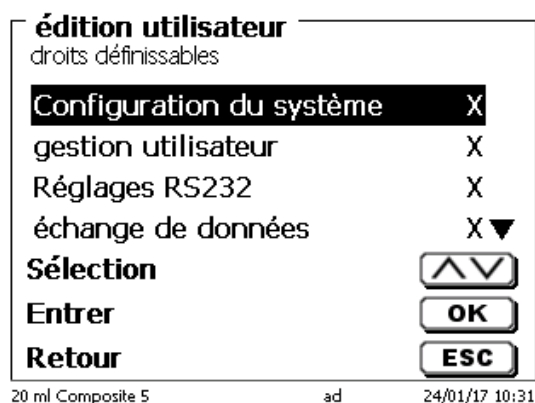 édition utilisateur
droits définissables
Configuration du système X
gestion utilisateur X
Réglages RS232 X
échange de données X
Sélection
Entrer OK
Retour ESC
20 ml Composite 5 ad 24/01/17 10:31